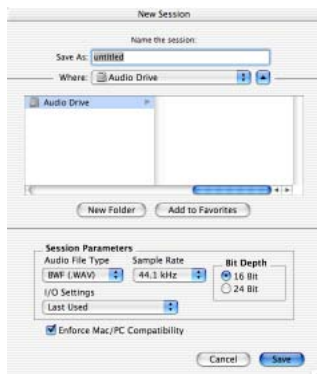 New Session
Name the session:
Save As: untitled
Where: Audio Drive
Audio Drive
New Folder Add to Favorites
Session Parameters
Audio File Type Sample Rate Bit Depth
BWF (.WAV) 44.1 kHz 16 Bit
24 Bit
I/O Settings
Last Used
Enforce Mac/PC Compatibility
Cancel Save